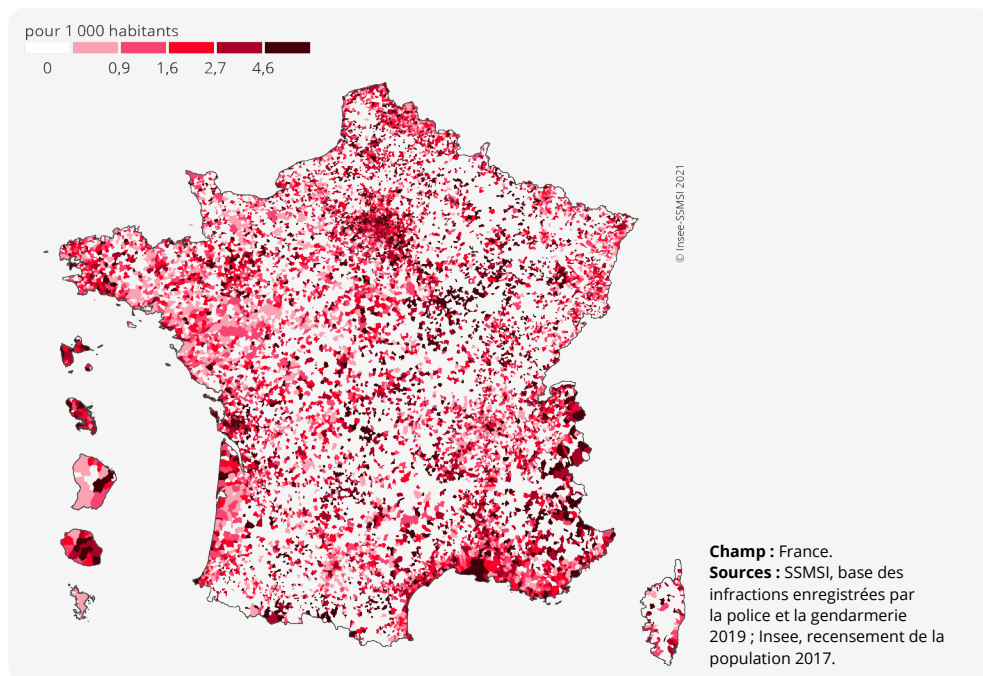 pour 1 000 habitants
0 0,9 1,6 2,7 4,6
© Insee-SSMSI 2021
Champ : France.
Sources : SSMSI, base des
infractions enregistrées par
la police et la gendarmerie
2019 ; Insee, recensement de la
population 2017.